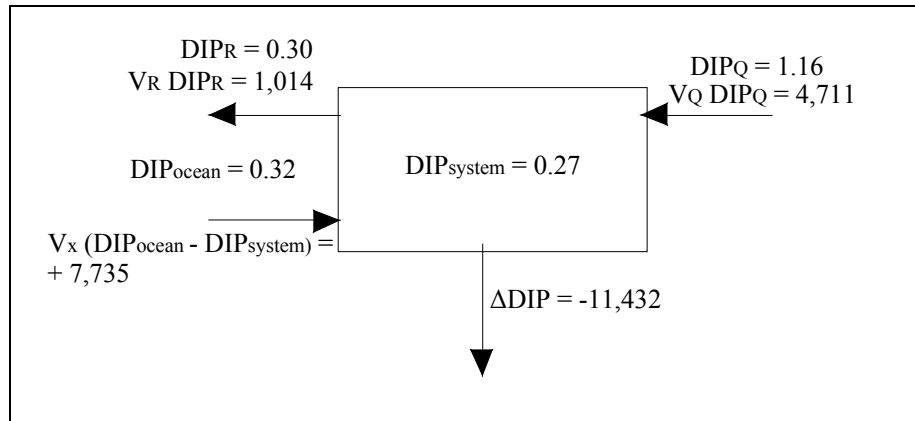 DIPR = 0.30
VR DIPR = 1,014
DIPQ = 1.16
VQ DIPQ = 4,711
DIPocean = 0.32
DIPsystem = 0.27
Vx (DIPocean - DIPsystem) =
+ 7,735
ΔDIP = -11,432